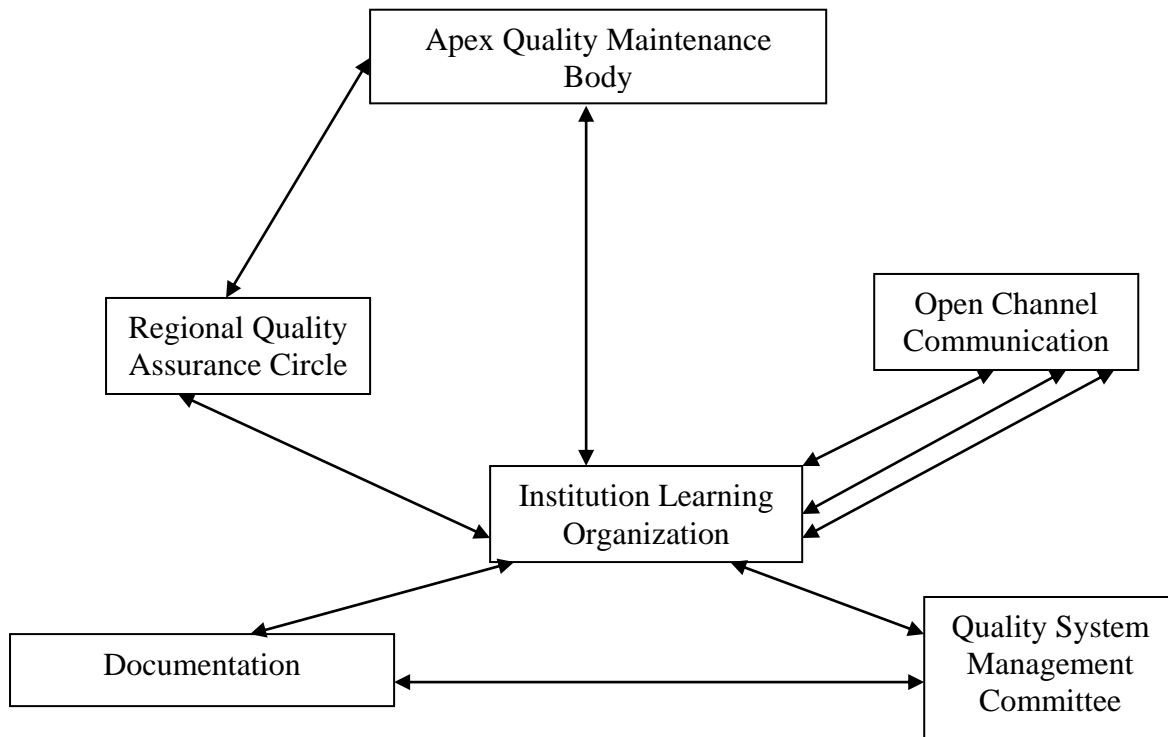 Apex Quality Maintenance
Body
Regional Quality
Assurance Circle
Open Channel
Communication
Institution Learning
Organization
Documentation
Quality System
Management
Committee